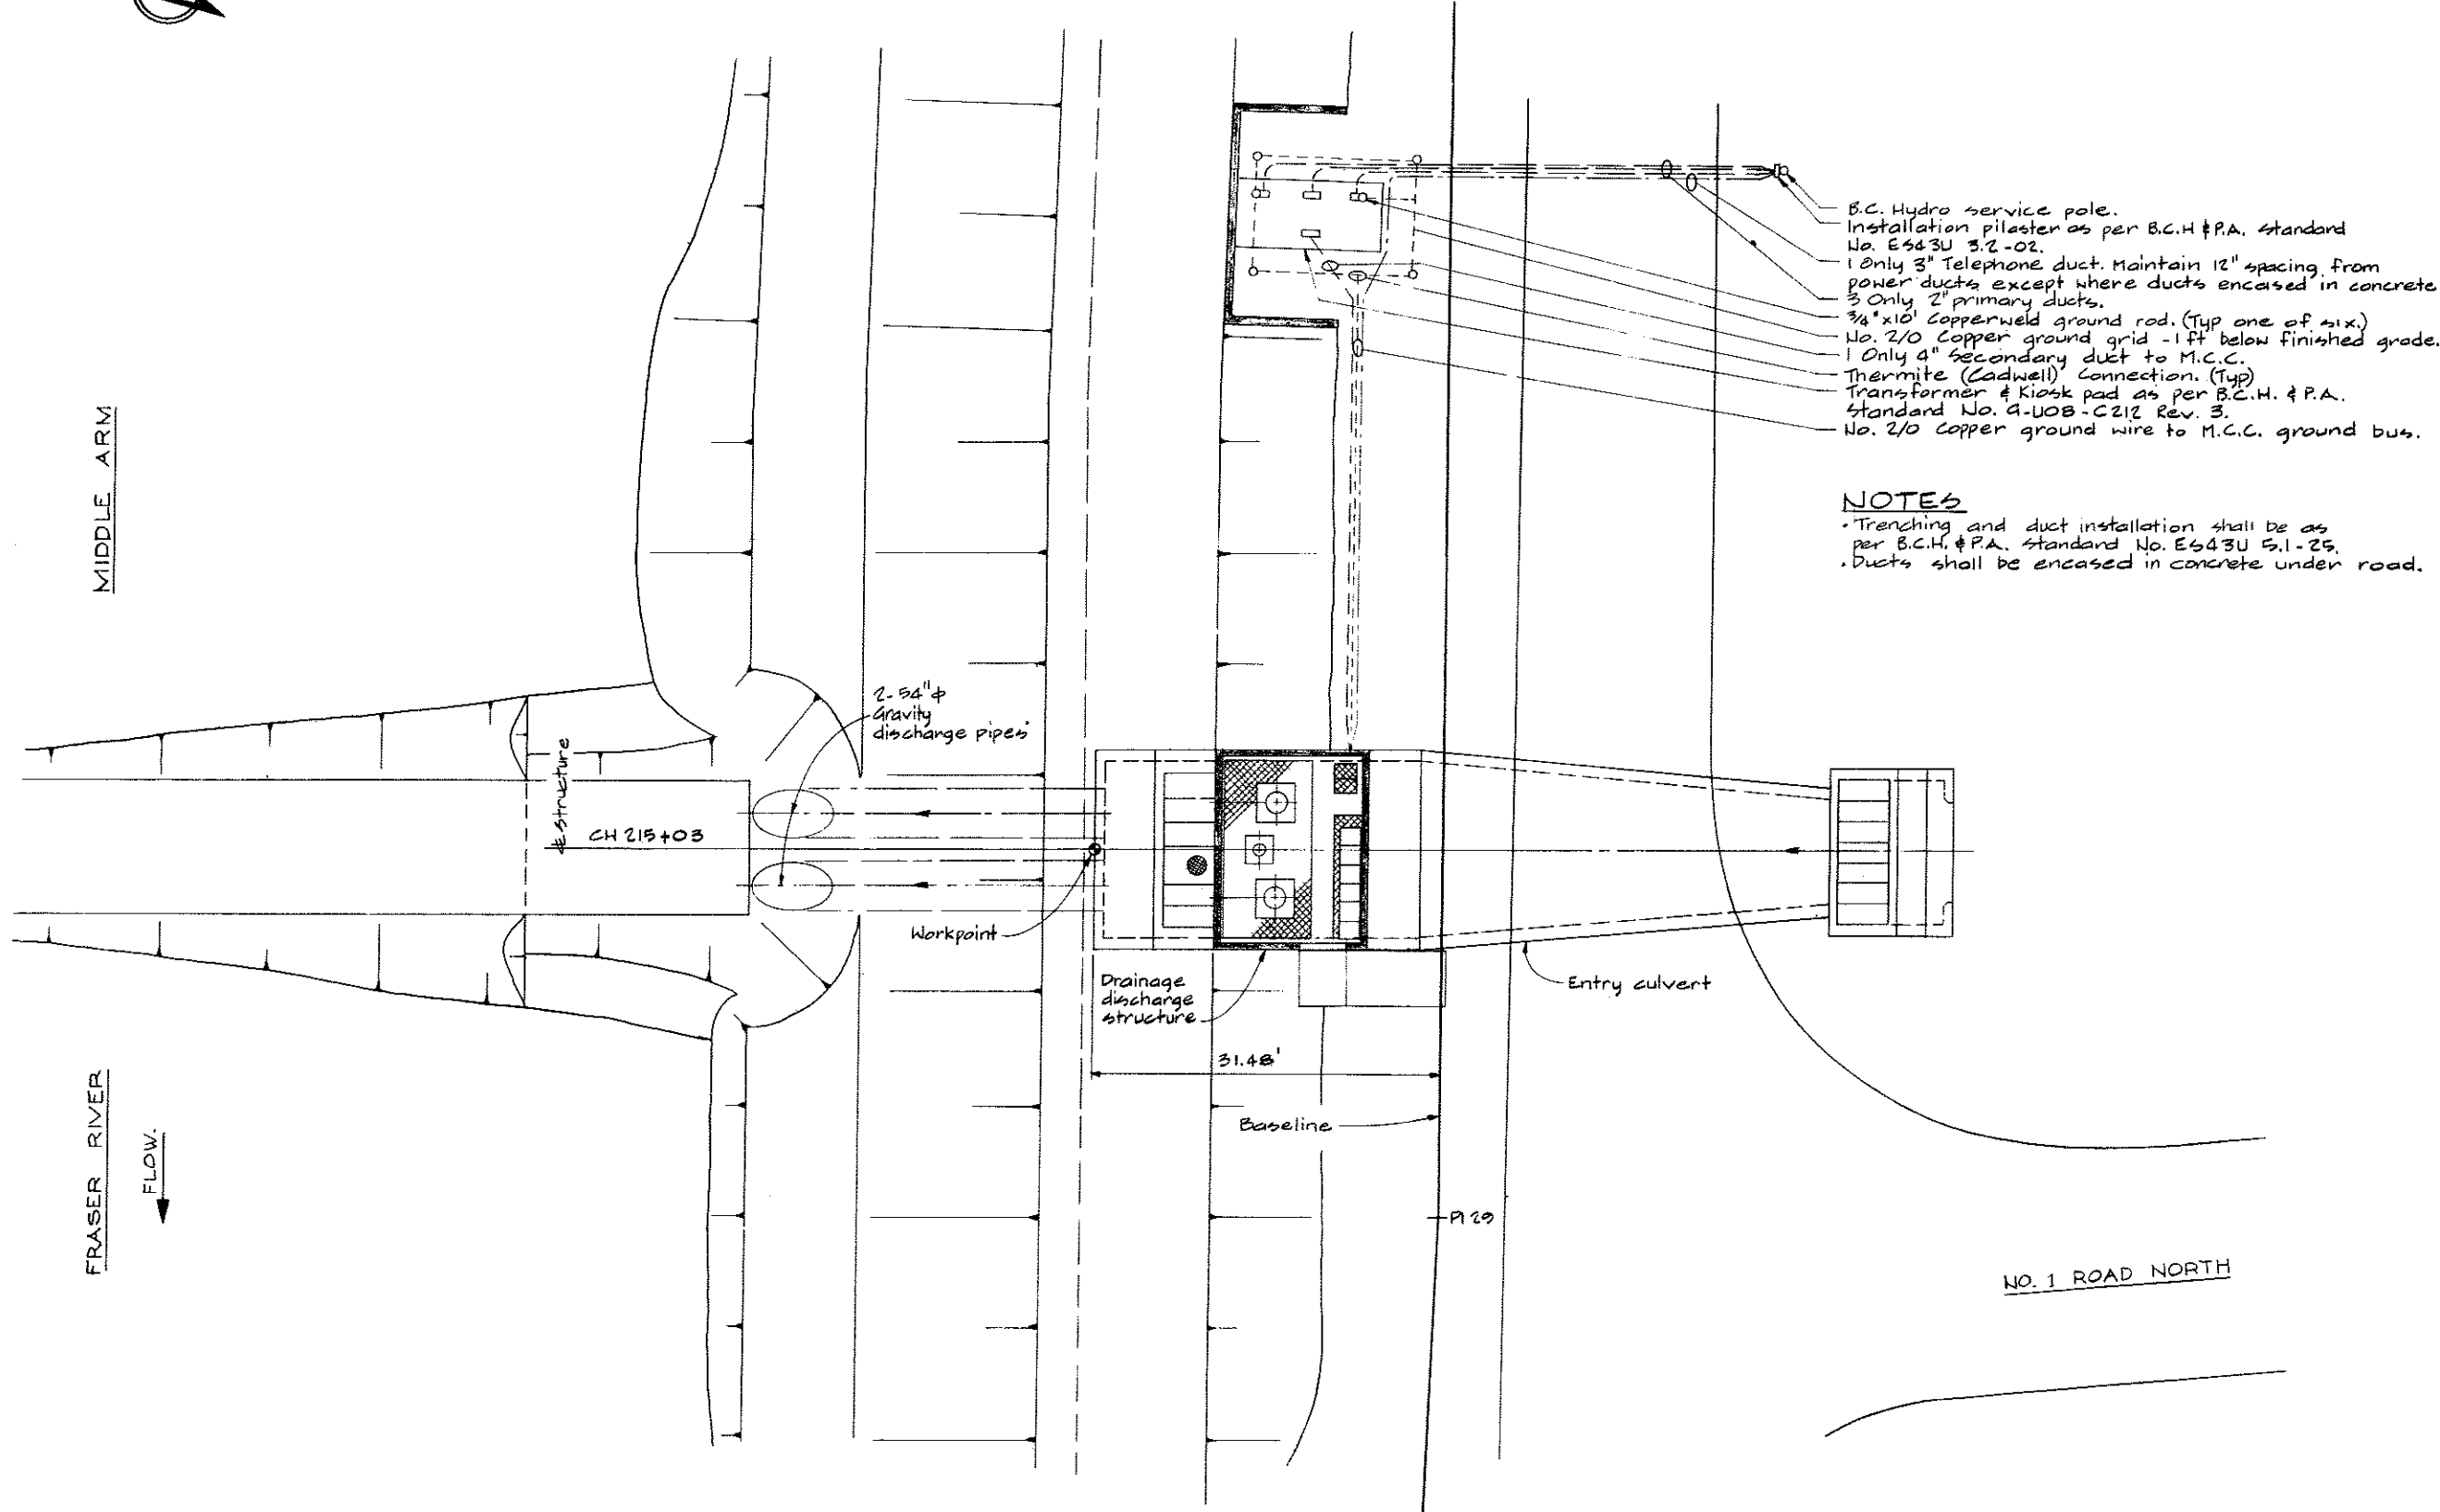 B.C. Hydro service pole.
Installation pilaster as per B.C.H & P.A. standard
No. ES43U 3.2-02.
1 Only 3" Telephone duct. Maintain 12" spacing from
power ducts except where ducts encased in concrete
3 Only 2" primary ducts.
3/4" x 10' Copperweld ground rod. (Typ one of six.)
No. 2/0 Copper ground grid - 1 ft below finished grade.
1 Only 4" Secondary duct to M.C.C.
Thermite (Cadwell) Connection. (Typ)
Transformer & Kiosk pad as per B.C.H. & P.A.
Standard No. G-U08-C212 Rev. 3.
No. 2/0 Copper ground wire to M.C.C. ground bus.
NOTES
• Trenching and duct installation shall be as
per B.C.H. & P.A. Standard No. ES43U 5.1-25.
• Ducts shall be encased in concrete under road.
MIDDLE ARM
2-54"ϕ
Gravity
discharge pipes
℄ Structure
CH 215+03
Workpoint
Drainage
discharge
structure
Entry culvert
31.48'
Baseline
PI 29
FRASER RIVER
FLOW.
NO. 1 ROAD NORTH